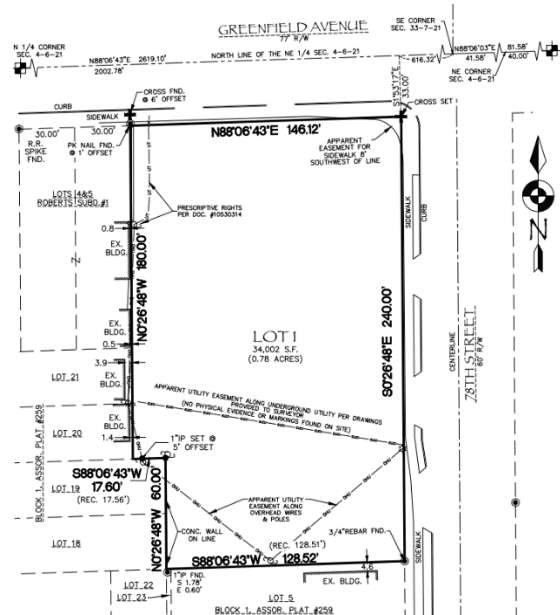 GREENFIELD AVENUE
77' R/W
SE CORNER
SEC. 33-7-21
N 1/4 CORNER
SEC. 4-6-21
N88°06'43"E 2619.10'
2002.78'
NORTH LINE OF THE NE 1/4 SEC. 4-6-21
616.32'
N88°06'03"E 81.58'
41.58' 40.00'
NE CORNER
SEC. 4-6-21
S1°53'17"E
33.00'
CROSS FND.
@ 6' OFFSET
CROSS SET
CURB
SIDEWALK
30.00'
30.00'
R.R.
SPIKE
FND.
PK NAIL FND.
@ 1' OFFSET
N88°06'43"E 146.12'
APPARENT
EASEMENT FOR
SIDEWALK 8'
SOUTHWEST OF LINE
LOTS 4&5
ROBERTS SUBD #1
PRESCRIPTIVE RIGHTS
PER DOC. #10530314
SIDEWALK
CURB
0.8
EX.
BLDG.
N0°26'48"W 180.00'
Z
N
LOT 1
34,002 S.F.
(0.78 ACRES)
S0°26'48"E 240.00'
CENTERLINE
78TH STREET
60' R/W
EX.
BLDG.
0.5
3.9
EX.
BLDG.
LOT 21
APPARENT UTILITY EASEMENT ALONG UNDERGROUND UTILITY PER DRAWINGS
PROVIDED TO SURVEYOR
(NO PHYSICAL EVIDENCE OR MARKINGS FOUND ON SITE)
EX.
BLDG.
LOT 20
1.4
1"IP SET @
5' OFFSET
BLOCK 1, ASSOR. PLAT #259
S88°06'43"W
17.60'
(REC. 17.56')
LOT 19
N0°26'48"W 60.00'
APPARENT UTILITY
EASEMENT ALONG
OVERHEAD WIRES
& POLES
CONC. WALL
ON LINE
LOT 18
(REC. 128.51')
3/4"REBAR FND.
S88°06'43"W 128.52'
SIDEWALK
4.6
1"IP FND.
S 1.78'
E 0.60'
EX. BLDG.
LOT 22
LOT 23
LOT 5
BLOCK 1, ASSOR. PLAT #259